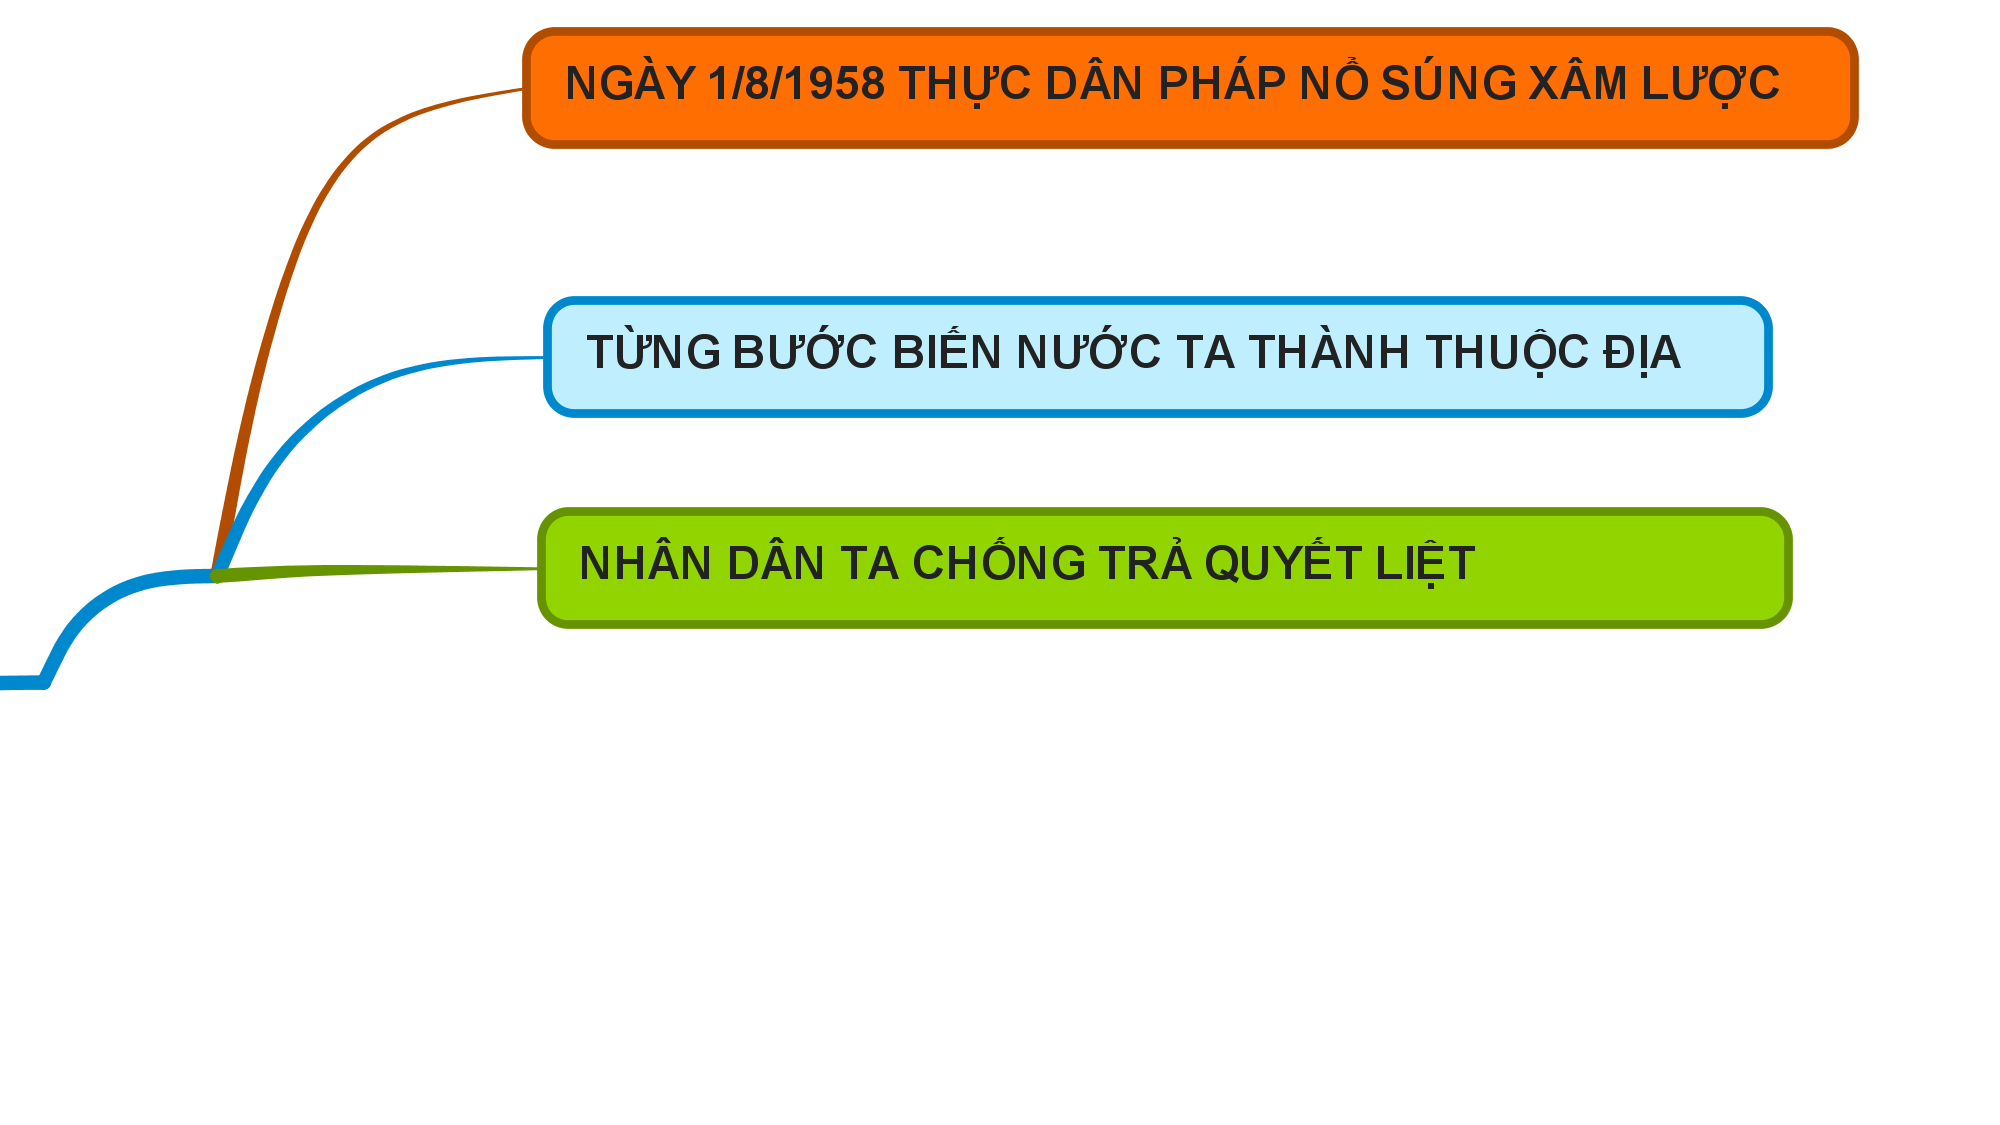 NGÀY 1/8/1958 THỰC DÂN PHÁP NỔ SÚNG XÂM LƯỢC
TỪNG BƯỚC BIẾN NƯỚC TA THÀNH THUỘC ĐỊA
NHÂN DÂN TA CHỐNG TRẢ QUYẾT LIỆT